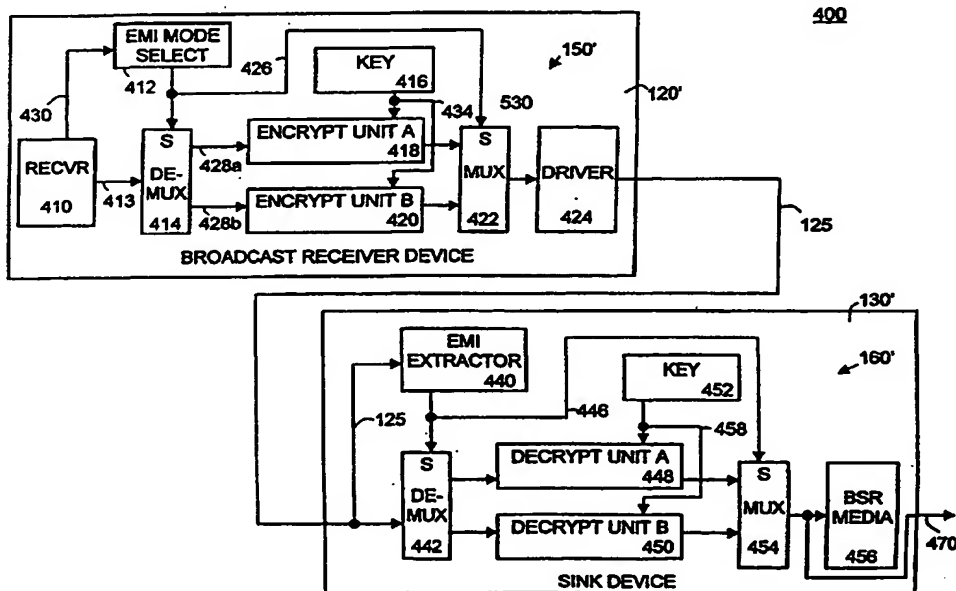 400
EMI MODE
SELECT
412
426
KEY
416
150'
120'
430
434
530
RECVR
410
413
S
DE-
MUX
414
428a
428b
ENCRYPT UNIT A
418
ENCRYPT UNIT B
420
S
MUX
422
DRIVER
424
125
BROADCAST RECEIVER DEVICE
130'
EMI
EXTRACTOR
440
KEY
452
160'
125
446
458
S
DE-
MUX
442
DECRYPT UNIT A
448
DECRYPT UNIT B
450
S
MUX
454
BSR
MEDIA
456
470
SINK DEVICE